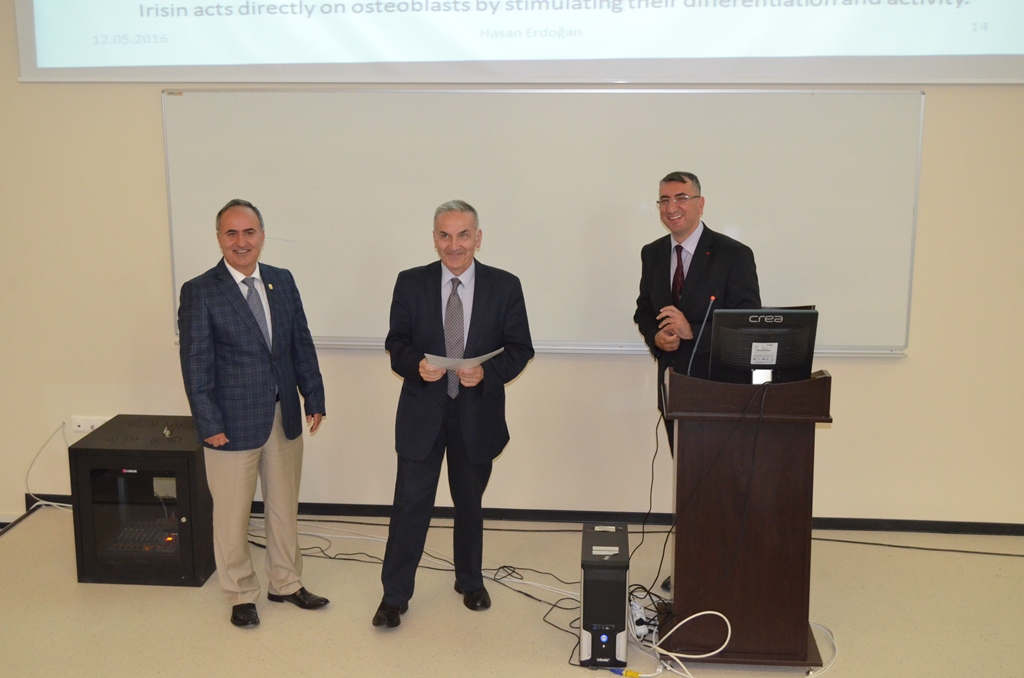 Irisin acts directly on osteoblasts by stimulating their differentiation and activity.
12.05.2016
Hasan Erdoğan
14
crea